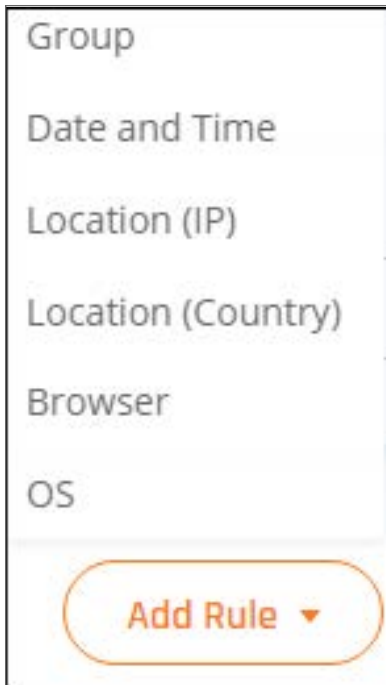 Group
Date and Time
Location (IP)
Location (Country)
Browser
OS
Add Rule